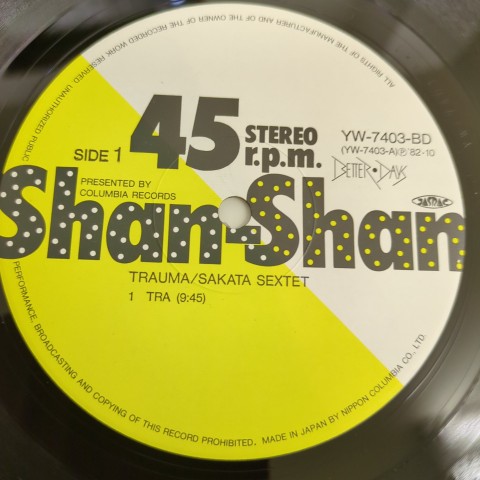 ALL RIGHTS OF THE MANUFACTURER AND OF THE OWNER OF THE RECORDED WORK RESERVED. UNAUTHORIZED PUBLIC PERFORMANCE, BROADCASTING AND COPYING OF THIS RECORD PROHIBITED. MADE IN JAPAN BY NIPPON COLUMBIA CO., LTD.
45 STEREO r.p.m.
SIDE 1
YW-7403-BD
(YW-7403-A) Ⓟ '82·10
BETTER·DAYS
JASRAC
PRESENTED BY
COLUMBIA RECORDS
Shan-Shan
TRAUMA/SAKATA SEXTET
1 TRA (9:45)